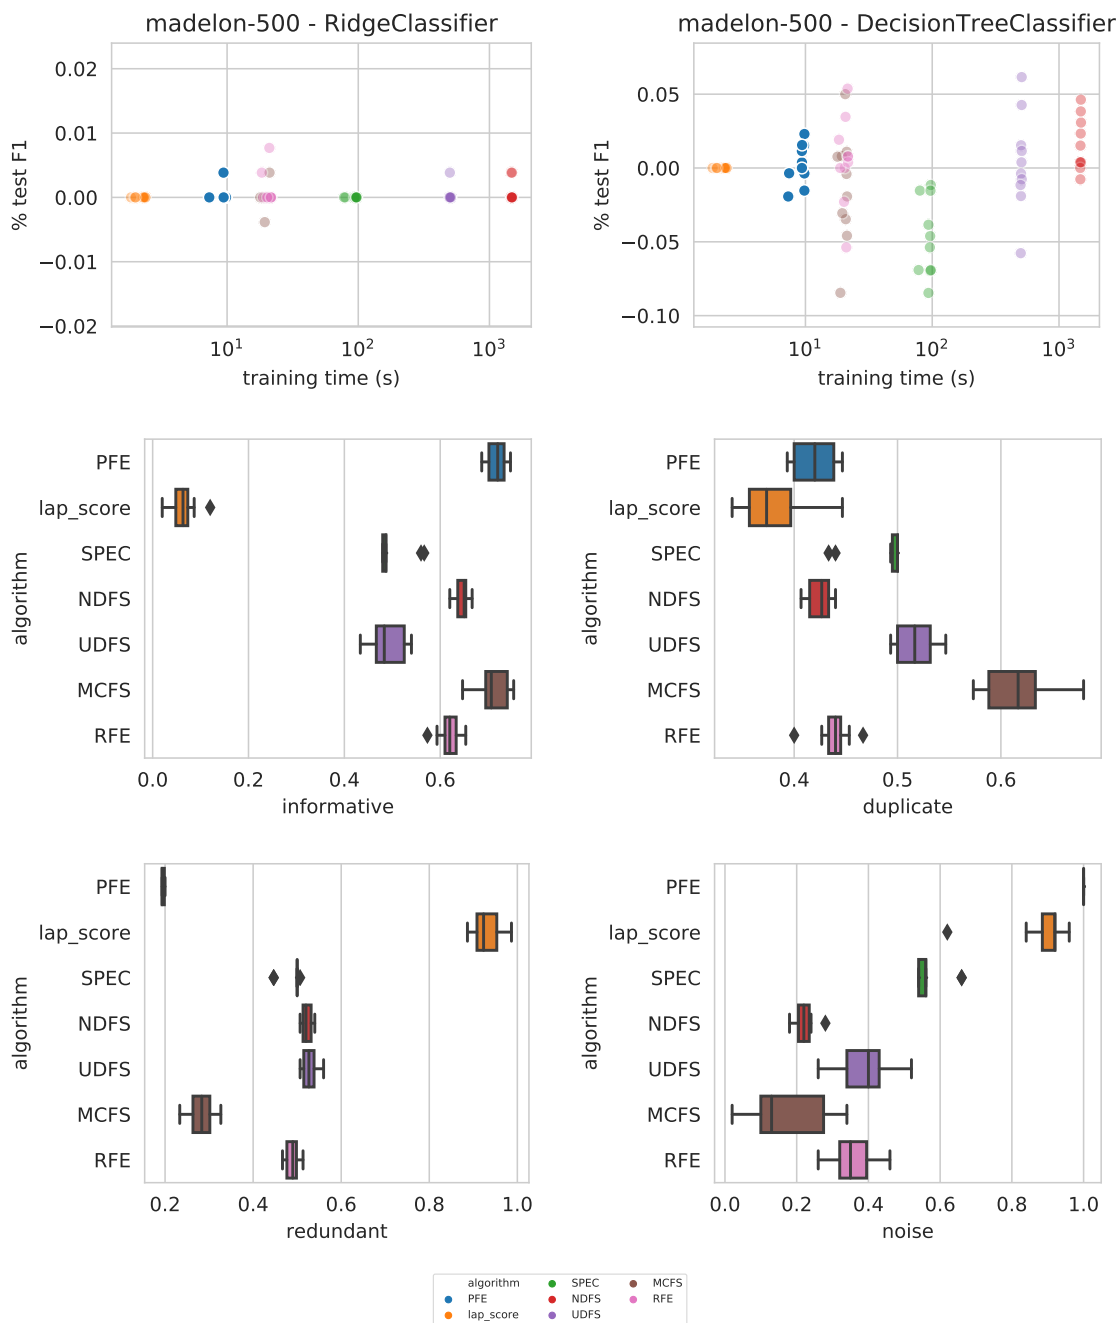 madelon-500 - RidgeClassifier
% test F1
0.02
0.01
0.00
−0.01
−0.02
10¹ 10² 10³
training time (s)
madelon-500 - DecisionTreeClassifier
% test F1
0.05
0.00
−0.05
−0.10
10¹ 10² 10³
training time (s)
algorithm
PFE
lap_score
SPEC
NDFS
UDFS
MCFS
RFE
0.0 0.2 0.4 0.6
informative
algorithm
PFE
lap_score
SPEC
NDFS
UDFS
MCFS
RFE
0.4 0.5 0.6
duplicate
algorithm
PFE
lap_score
SPEC
NDFS
UDFS
MCFS
RFE
0.2 0.4 0.6 0.8 1.0
redundant
algorithm
PFE
lap_score
SPEC
NDFS
UDFS
MCFS
RFE
0.0 0.2 0.4 0.6 0.8 1.0
noise
algorithm SPEC MCFS
PFE NDFS RFE
lap_score UDFS